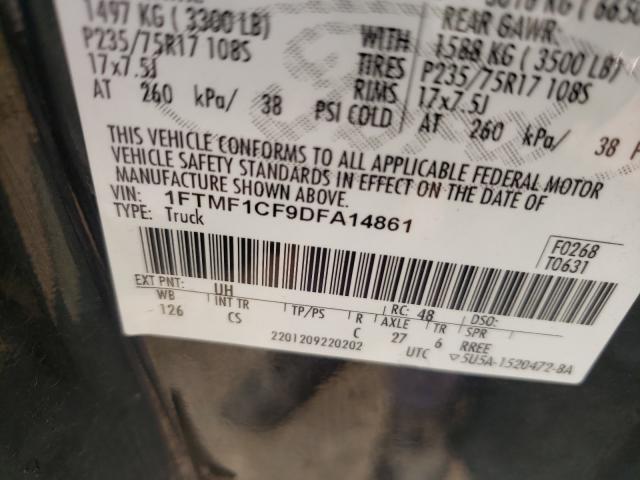 1497 KG (3300 LB)
P235/75R17 108S
17x7.5J
AT 260 kPa/ 38 PSI COLD
REAR GAWR
WITH 1588 KG (3500 LB)
TIRES P235/75R17 108S
RIMS 17x7.5J
AT 260 kPa/ 38
THIS VEHICLE CONFORMS TO ALL APPLICABLE FEDERAL MOTOR
VEHICLE SAFETY STANDARDS IN EFFECT ON THE DATE OF
MANUFACTURE SHOWN ABOVE.
VIN: 1FTMF1CF9DFA14861
TYPE: Truck
F0268
T0631
EXT PNT: UH RC: 48 DSO:
WB INT TR TP/PS R AXLE TR SPR
126 CS C 27 6 RREE
2201209220202 UTC ▽5U5A-1520472-BA